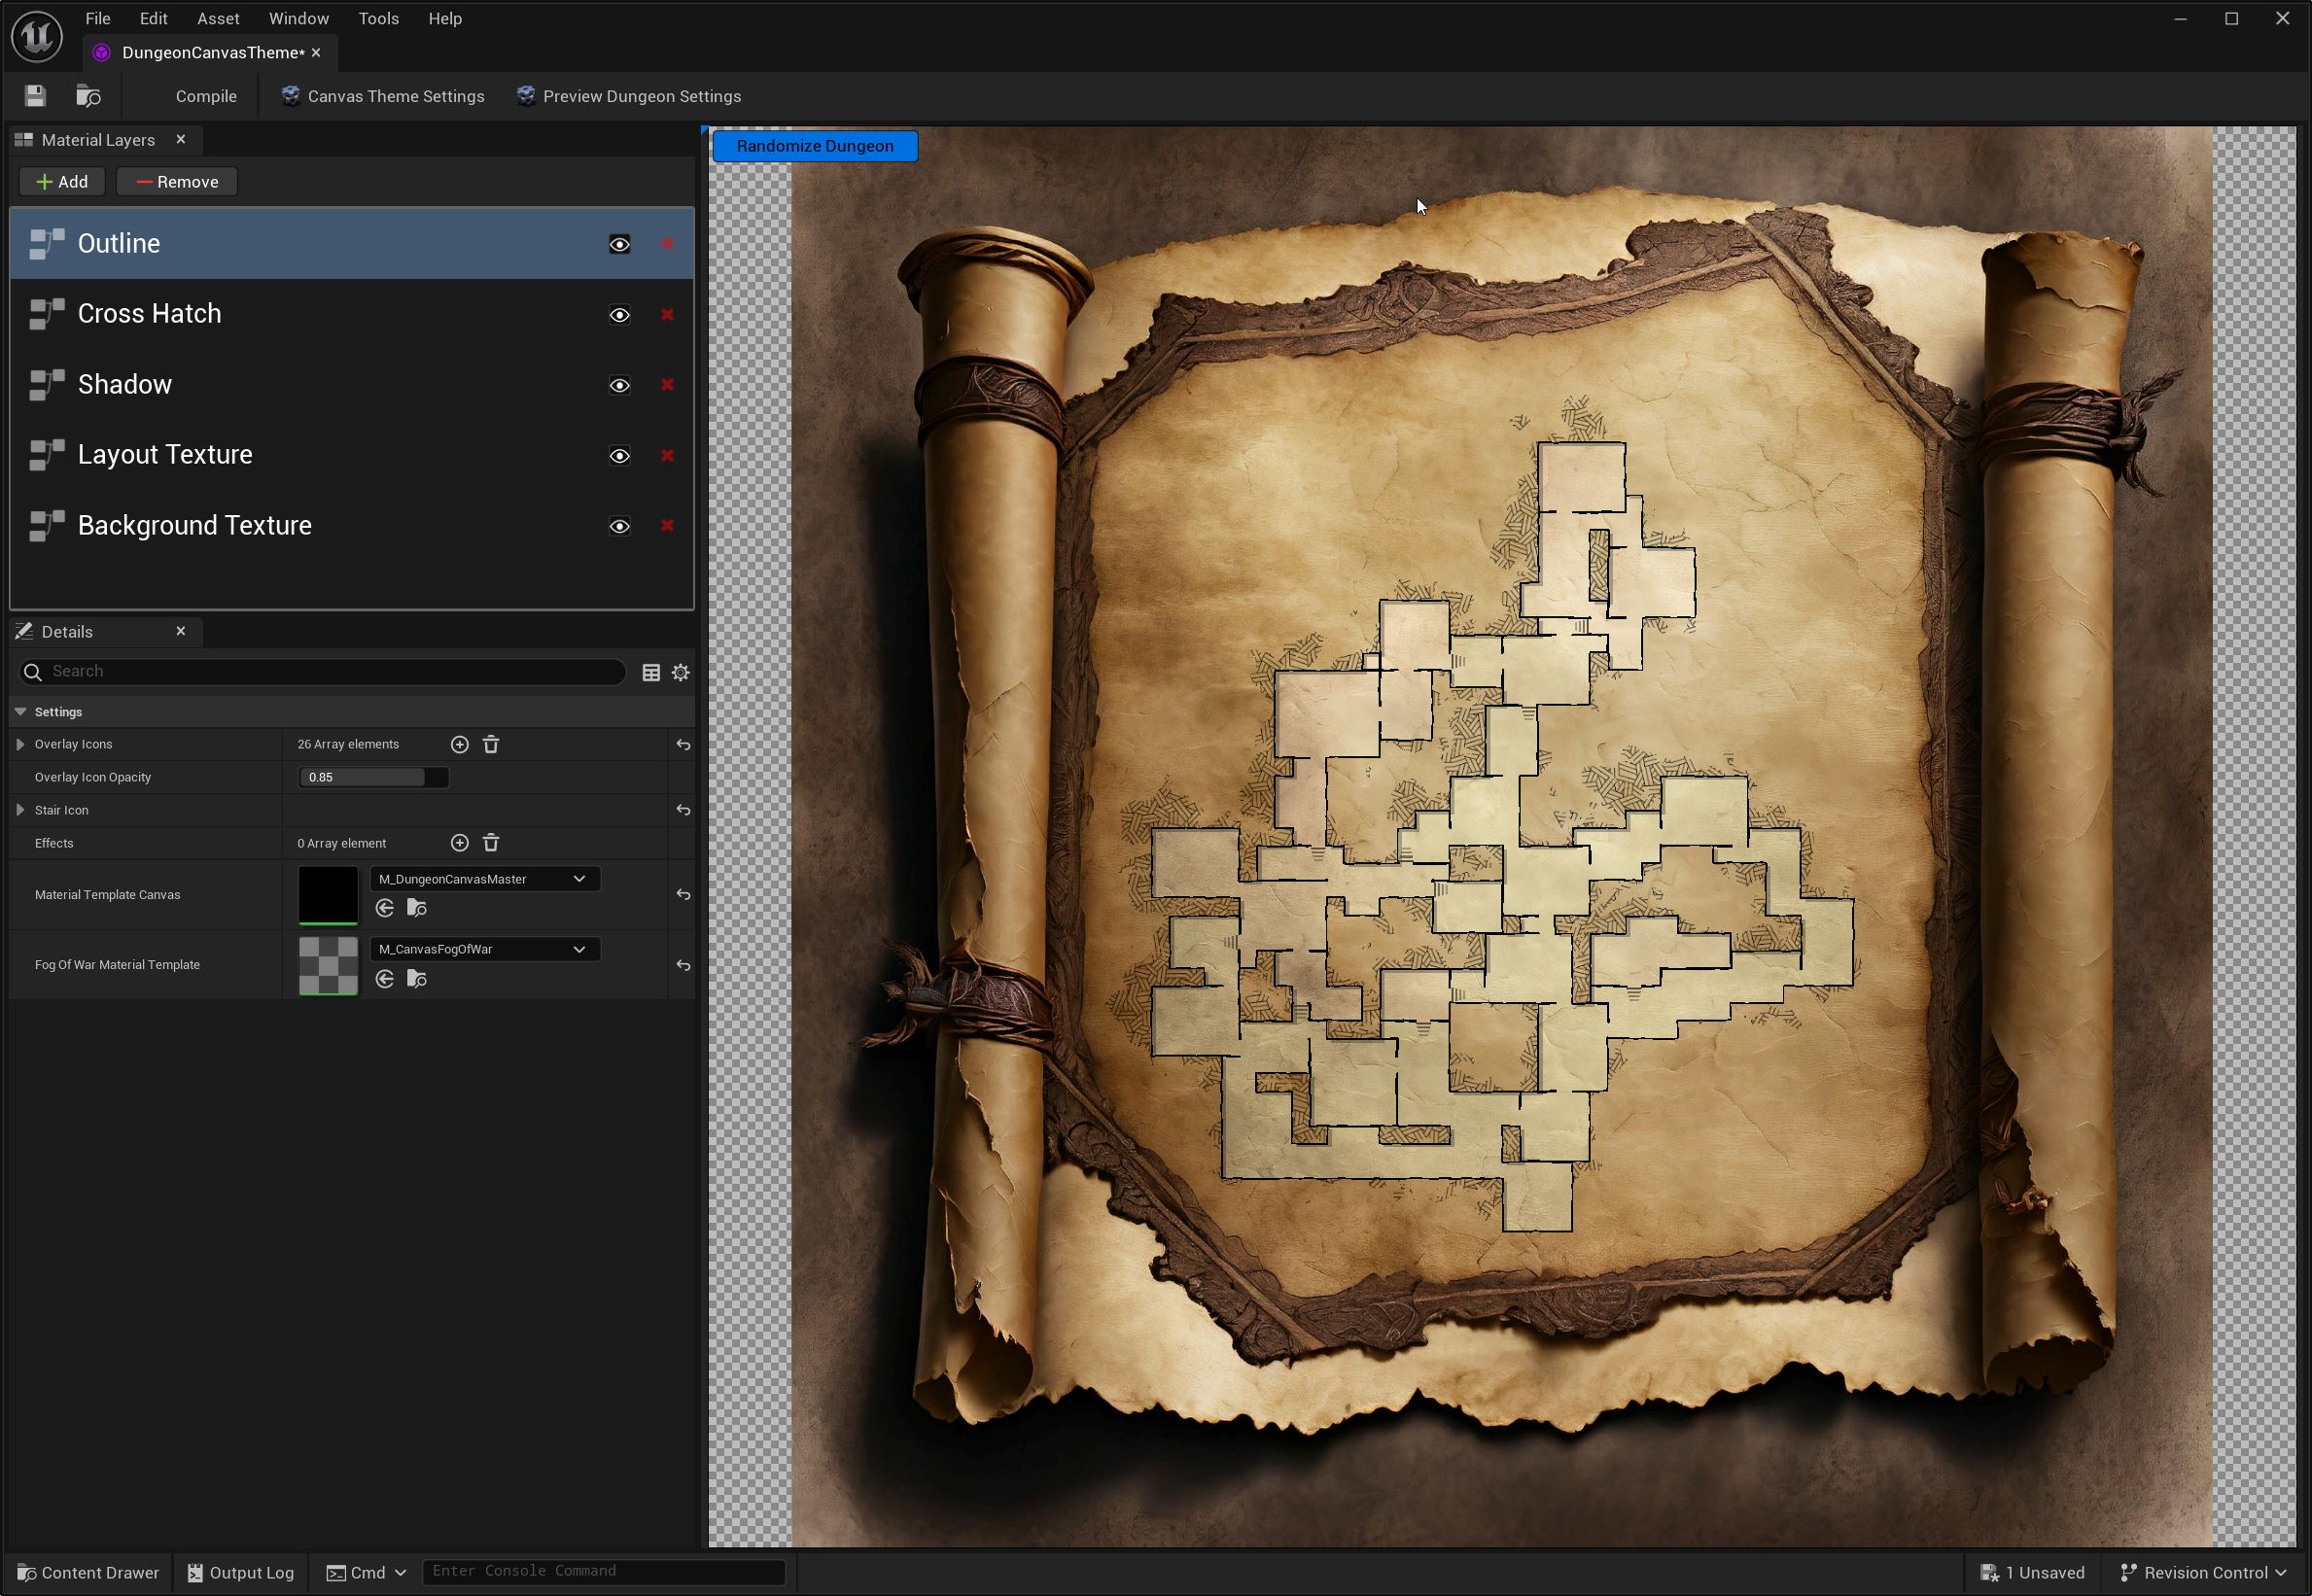 File Edit Asset Window Tools Help
DungeonCanvasTheme*
Compile Canvas Theme Settings Preview Dungeon Settings
Material Layers
Randomize Dungeon
Add Remove
Outline
Cross Hatch
Shadow
Layout Texture
Background Texture
Details
Search
Settings
Overlay Icons 26 Array elements
Overlay Icon Opacity 0.85
Stair Icon
Effects 0 Array element
Material Template Canvas M_DungeonCanvasMaster
Fog Of War Material Template M_CanvasFogOfWar
Content Drawer Output Log Cmd Enter Console Command 1 Unsaved Revision Control